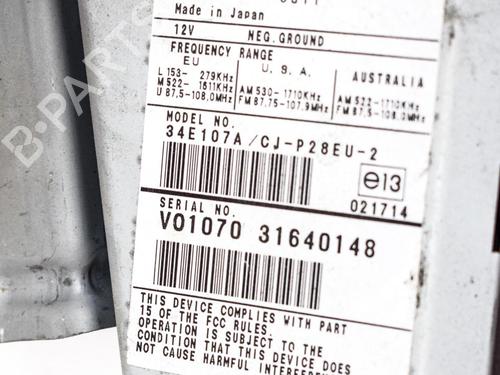 Made in Japan
12V NEG.GROUND
FREQUENCY RANGE
EU U.S.A. AUSTRALIA
L 153- 279KHz
M 522- 1611KHz AM 530-1710KHz AM 522-1710KHz
U 87.5-108.0MHz FM 87.75-107.9MHz FM 87.5-108.0MHz
MODEL NO.
34E107A/CJ-P28EU-2
e13
021714
SERIAL NO.
VO1070 31640148
THIS DEVICE COMPLIES WITH PART
15 OF THE FCC RULES.
OPERATION IS SUBJECT TO THE
CONDITION THAT THIS DEVICE DOES
NOT CAUSE HARMFUL
B-PARTS